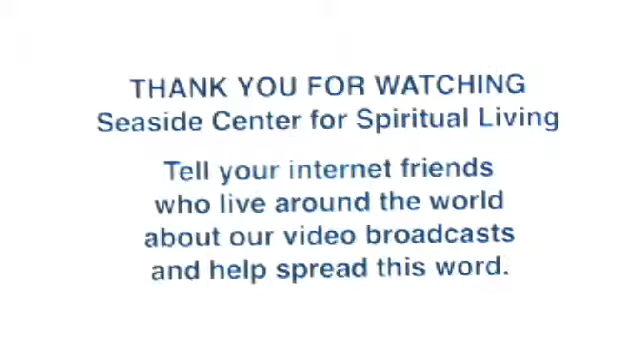 THANK YOU FOR WATCHING
Seaside Center for Spiritual Living
Tell your internet friends
who live around the world
about our video broadcasts
and help spread this word.